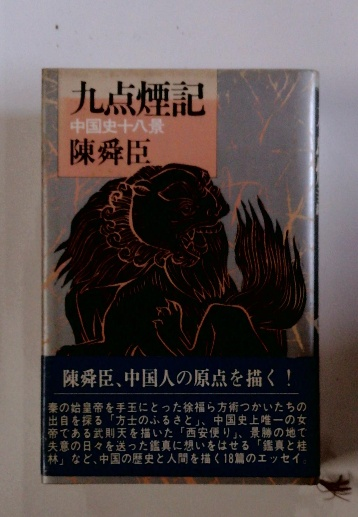 九点煙記
中国史十八景
陳舜臣
陳舜臣、中国人の原点を描く!
秦の始皇帝を手玉にとった徐福ら方術つかいたちの
出自を探る「方士のふるさと」、中国史上唯一の女
帝である武則天を描いた「西安便り」、景勝の地で
失意の日々を送った鑑真に想いをはせる「鑑真と桂
林」など、中国の歴史と人間を描く18篇のエッセイ